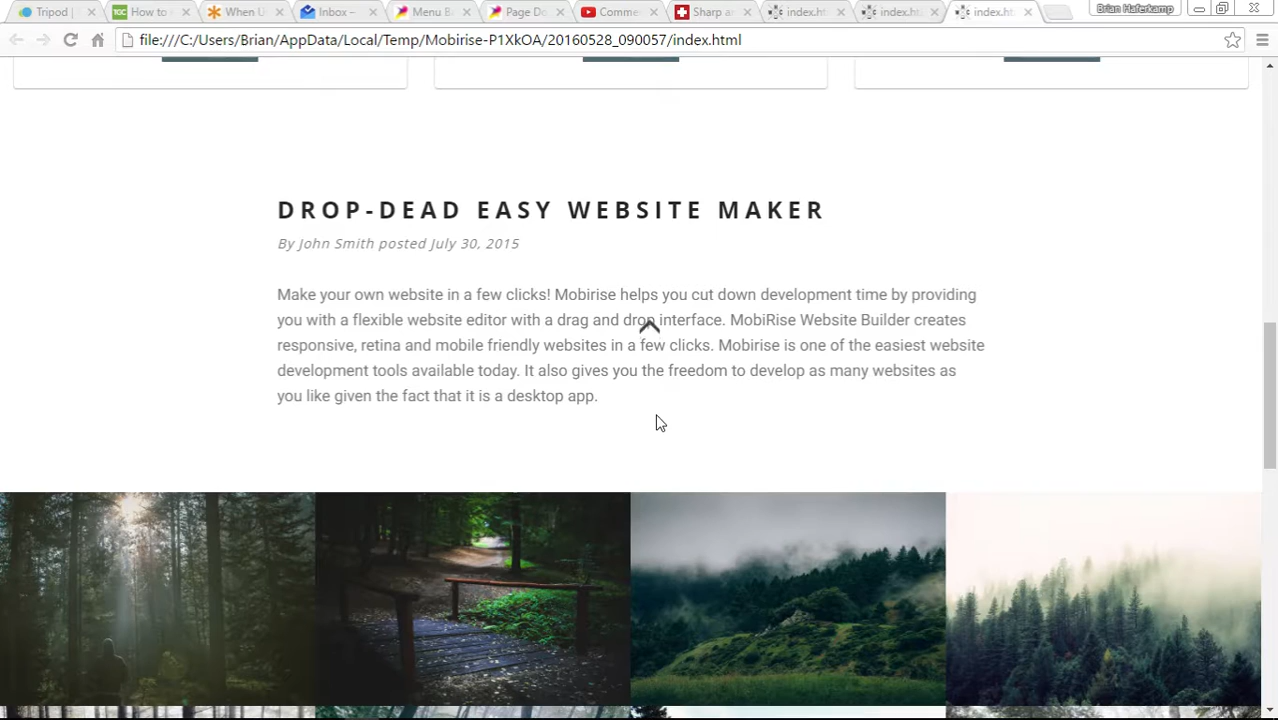 Tripod |
How to
When U
Inbox –
Menu B
Page Do
Comme
Sharp a
index.ht
index.ht
index.ht
Brian Haferkamp
file:///C:/Users/Brian/AppData/Local/Temp/Mobirise-P1XkOA/20160528_090057/index.html
DROP-DEAD EASY WEBSITE MAKER
By John Smith posted July 30, 2015
Make your own website in a few clicks! Mobirise helps you cut down development time by providing
you with a flexible website editor with a drag and drop interface. MobiRise Website Builder creates
responsive, retina and mobile friendly websites in a few clicks. Mobirise is one of the easiest website
development tools available today. It also gives you the freedom to develop as many websites as
you like given the fact that it is a desktop app.